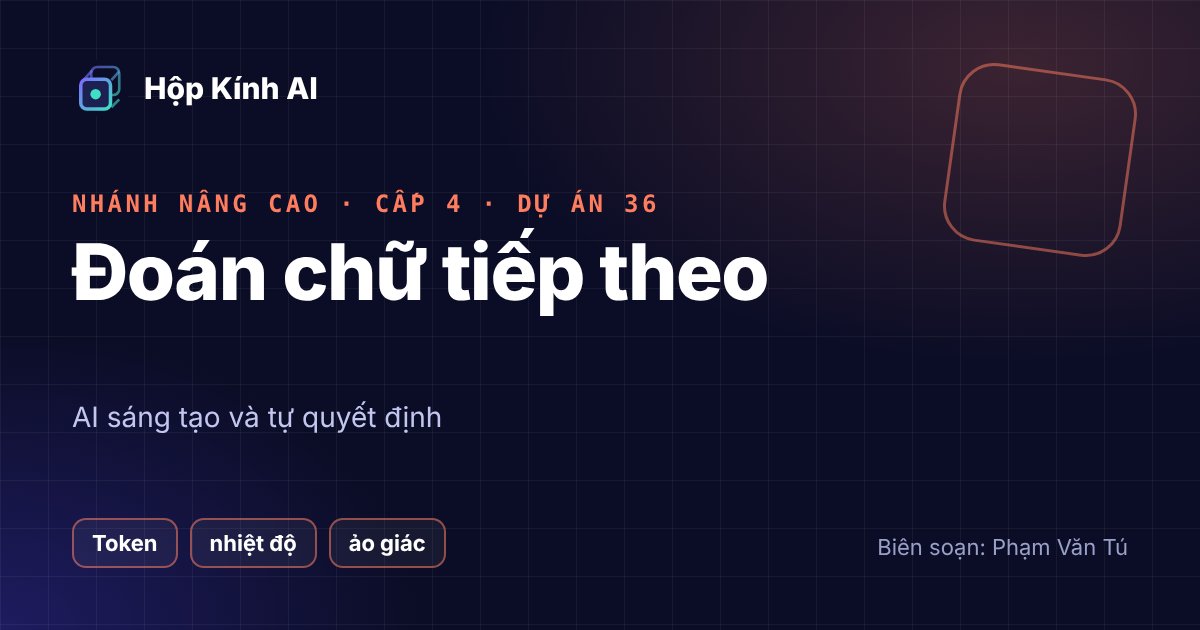 Hộp Kính AI
NHÁNH NÂNG CAO · CẤP 4 · DỰ ÁN 36
Đoán chữ tiếp theo
AI sáng tạo và tự quyết định
Token
nhiệt độ
ảo giác
Biên soạn: Phạm Văn Tú